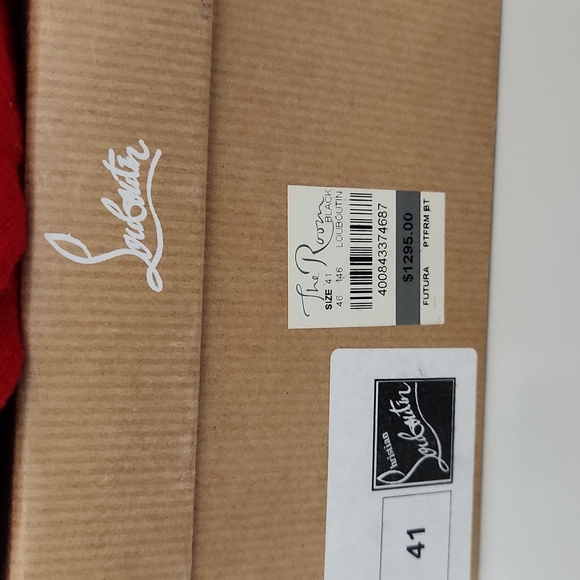 Louboutin
The Room
SIZE 41 BLACK
46 146 LOUBOUTIN
400843374687
$1295.00
FUTURA PTFRM BT
Christian
Louboutin
41